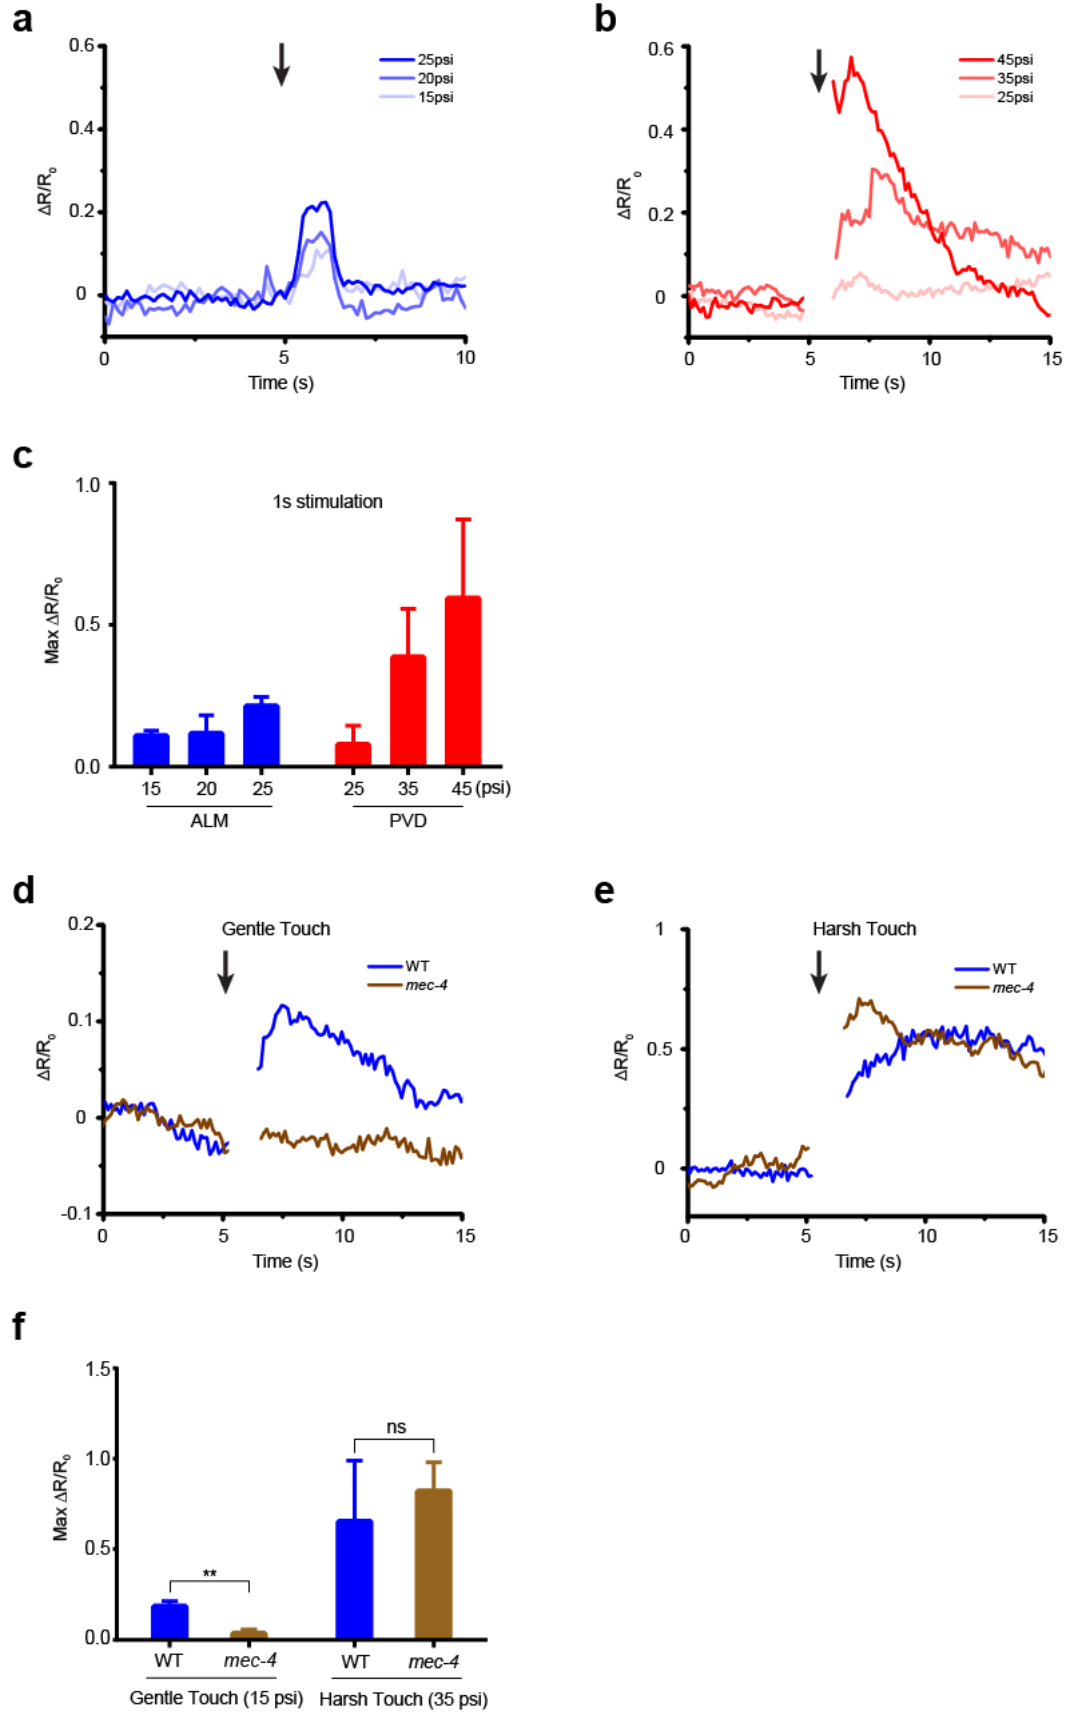 a
0.6
0.4
0.2
0
ΔR/R0
25psi
20psi
15psi
0 5 10
Time (s)
b
0.6
0.4
0.2
0
ΔR/R0
45psi
35psi
25psi
0 5 10 15
Time (s)
c
1.0
0.5
0.0
Max ΔR/R0
1s stimulation
15 20 25 25 35 45 (psi)
ALM PVD
d
0.2
0.1
0
-0.1
ΔR/R0
Gentle Touch
WT
mec-4
0 5 10 15
Time (s)
e
1
0.5
0
ΔR/R0
Harsh Touch
WT
mec-4
0 5 10 15
Time (s)
f
1.5
1.0
0.5
0.0
Max ΔR/R0
**
ns
WT mec-4 WT mec-4
Gentle Touch (15 psi) Harsh Touch (35 psi)